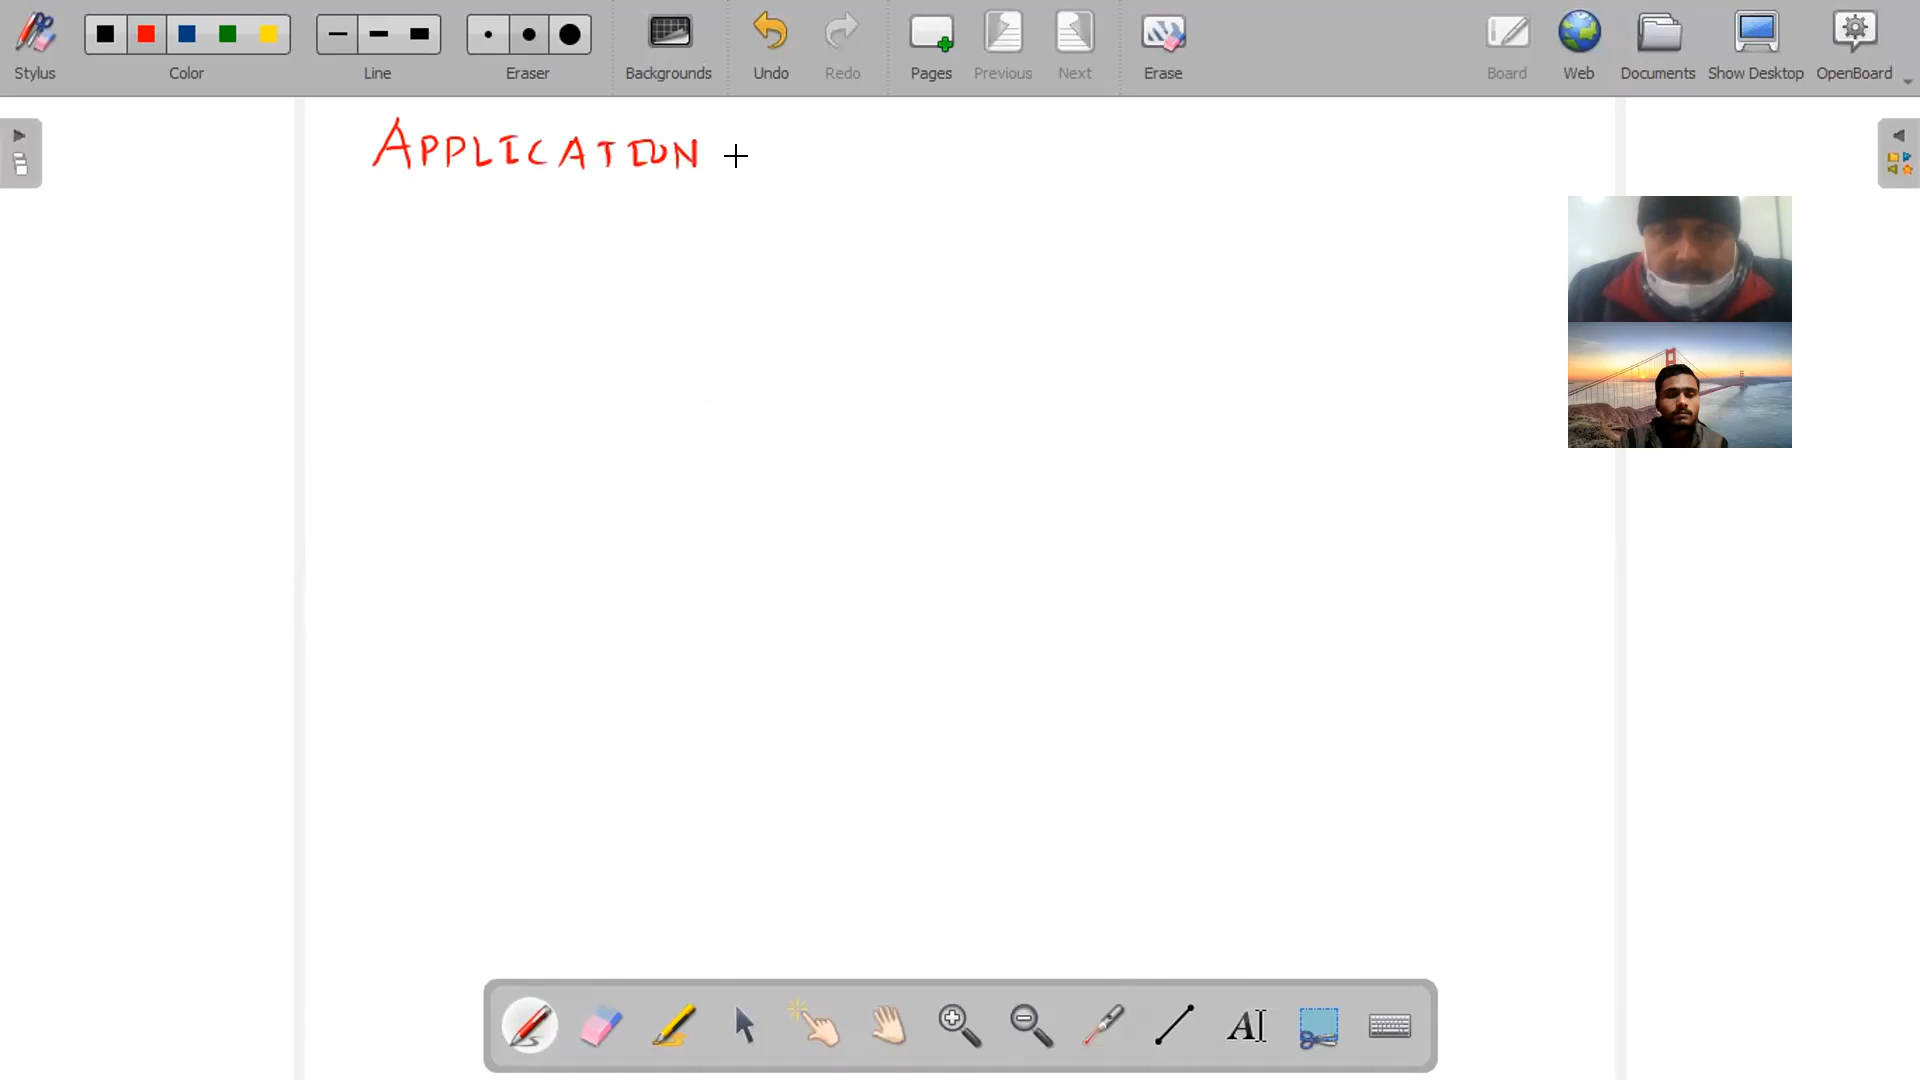 Stylus Color Line Eraser Backgrounds Undo Redo Pages Previous Next Erase Board Web Documents Show Desktop OpenBoard
APPLICATION
A